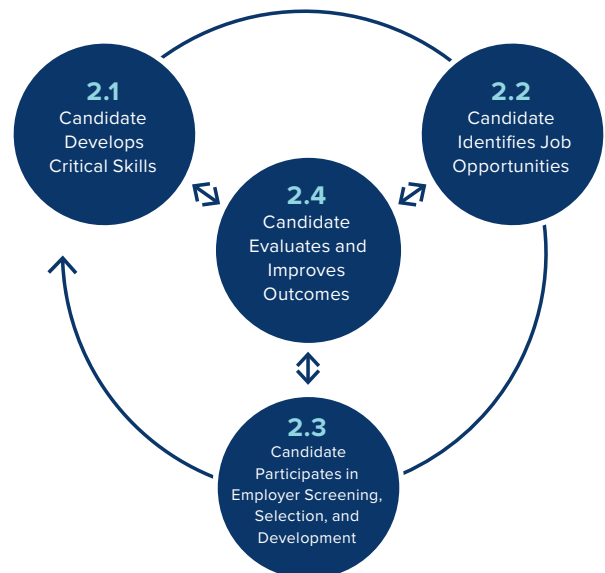 2.1
Candidate
Develops
Critical Skills
2.2
Candidate
Identifies Job
Opportunities
2.4
Candidate
Evaluates and
Improves
Outcomes
2.3
Candidate
Participates in
Employer Screening,
Selection, and
Development